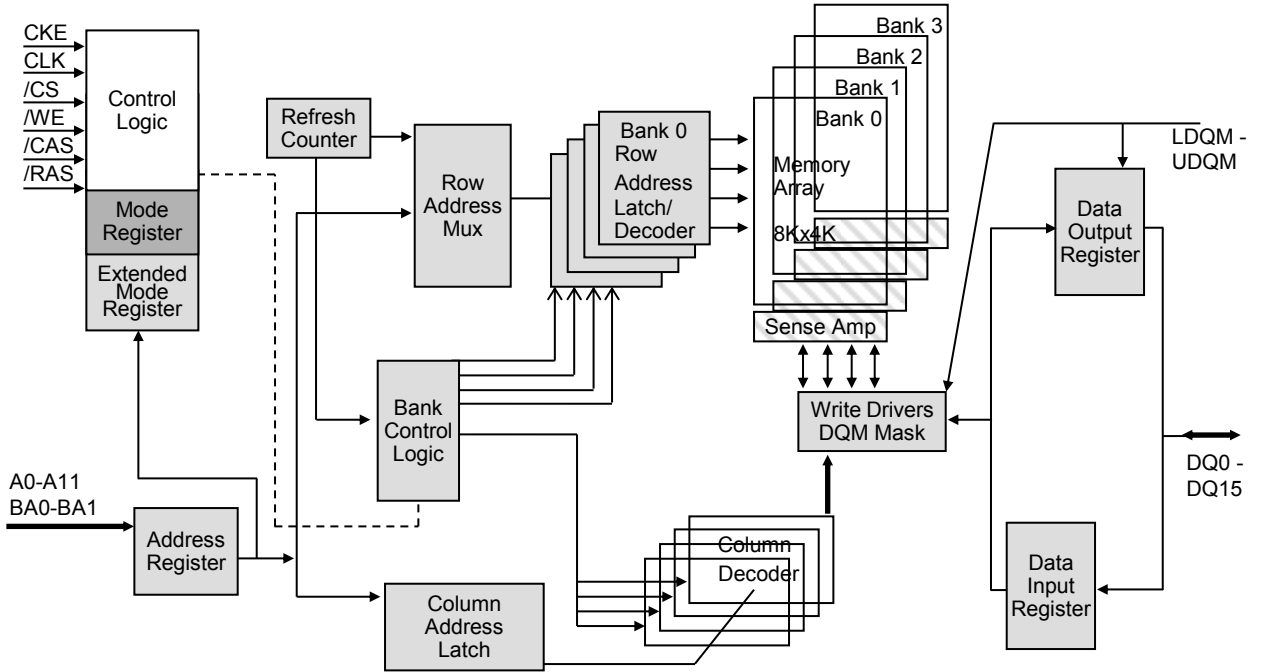 CKE
CLK
/CS
/WE
/CAS
/RAS
Control
Logic
Mode
Register
Extended
Mode
Register
Refresh
Counter
Row
Address
Mux
Bank 0
Row
Address
Latch/
Decoder
Bank 3
Bank 2
Bank 1
Bank 0
Memory
Array
8Kx4K
Sense Amp
LDQM -
UDQM
Data
Output
Register
Bank
Control
Logic
Write Drivers
DQM Mask
DQ0 -
DQ15
A0-A11
BA0-BA1
Address
Register
Column
Address
Latch
Column
Decoder
Data
Input
Register